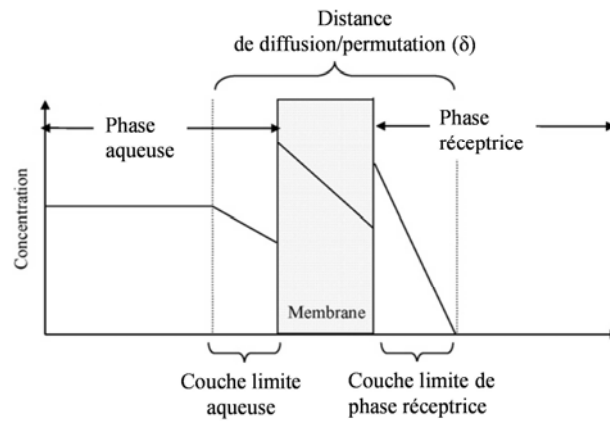 Distance
de diffusion/permutation (δ)
Phase
aqueuse
Phase
réceptrice
Concentration
Membrane
Couche limite
aqueuse
Couche limite de
phase réceptrice